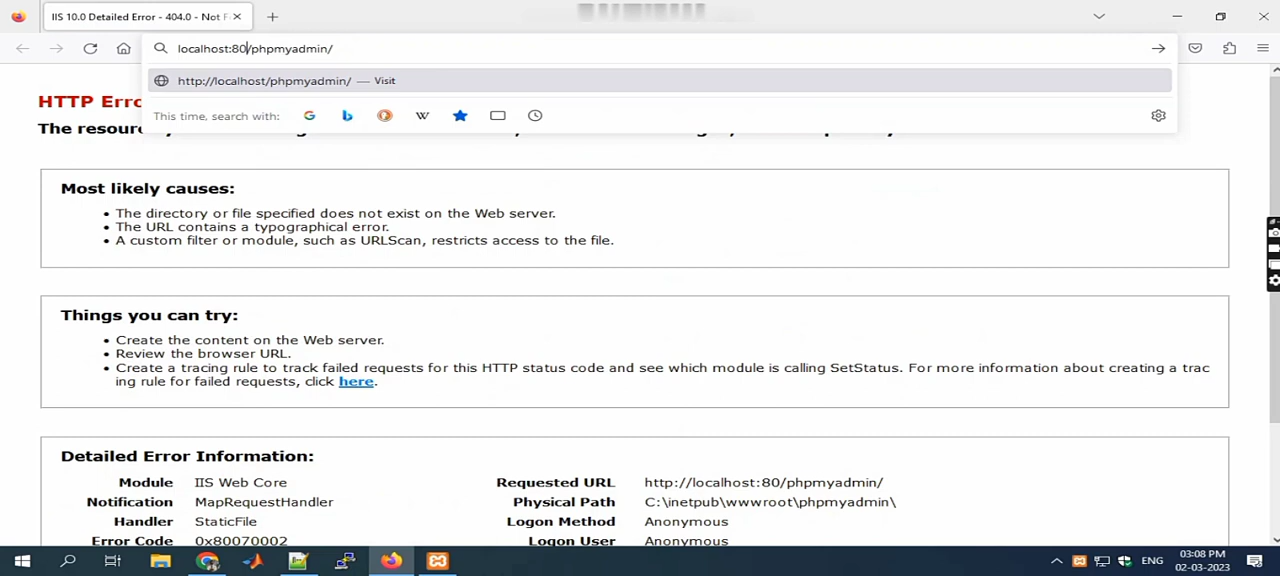 IIS 10.0 Detailed Error - 404.0 - Not F
localhost:80/phpmyadmin/
http://localhost/phpmyadmin/ — Visit
This time, search with:
HTTP Erro
The resour
Most likely causes:
• The directory or file specified does not exist on the Web server.
• The URL contains a typographical error.
• A custom filter or module, such as URLScan, restricts access to the file.
Things you can try:
• Create the content on the Web server.
• Review the browser URL.
• Create a tracing rule to track failed requests for this HTTP status code and see which module is calling SetStatus. For more information about creating a trac
ing rule for failed requests, click here.
Detailed Error Information:
Module IIS Web Core Requested URL http://localhost:80/phpmyadmin/
Notification MapRequestHandler Physical Path C:\inetpub\wwwroot\phpmyadmin\
Handler StaticFile Logon Method Anonymous
Error Code 0x80070002 Logon User Anonymous
ENG 03:08 PM
02-03-2023